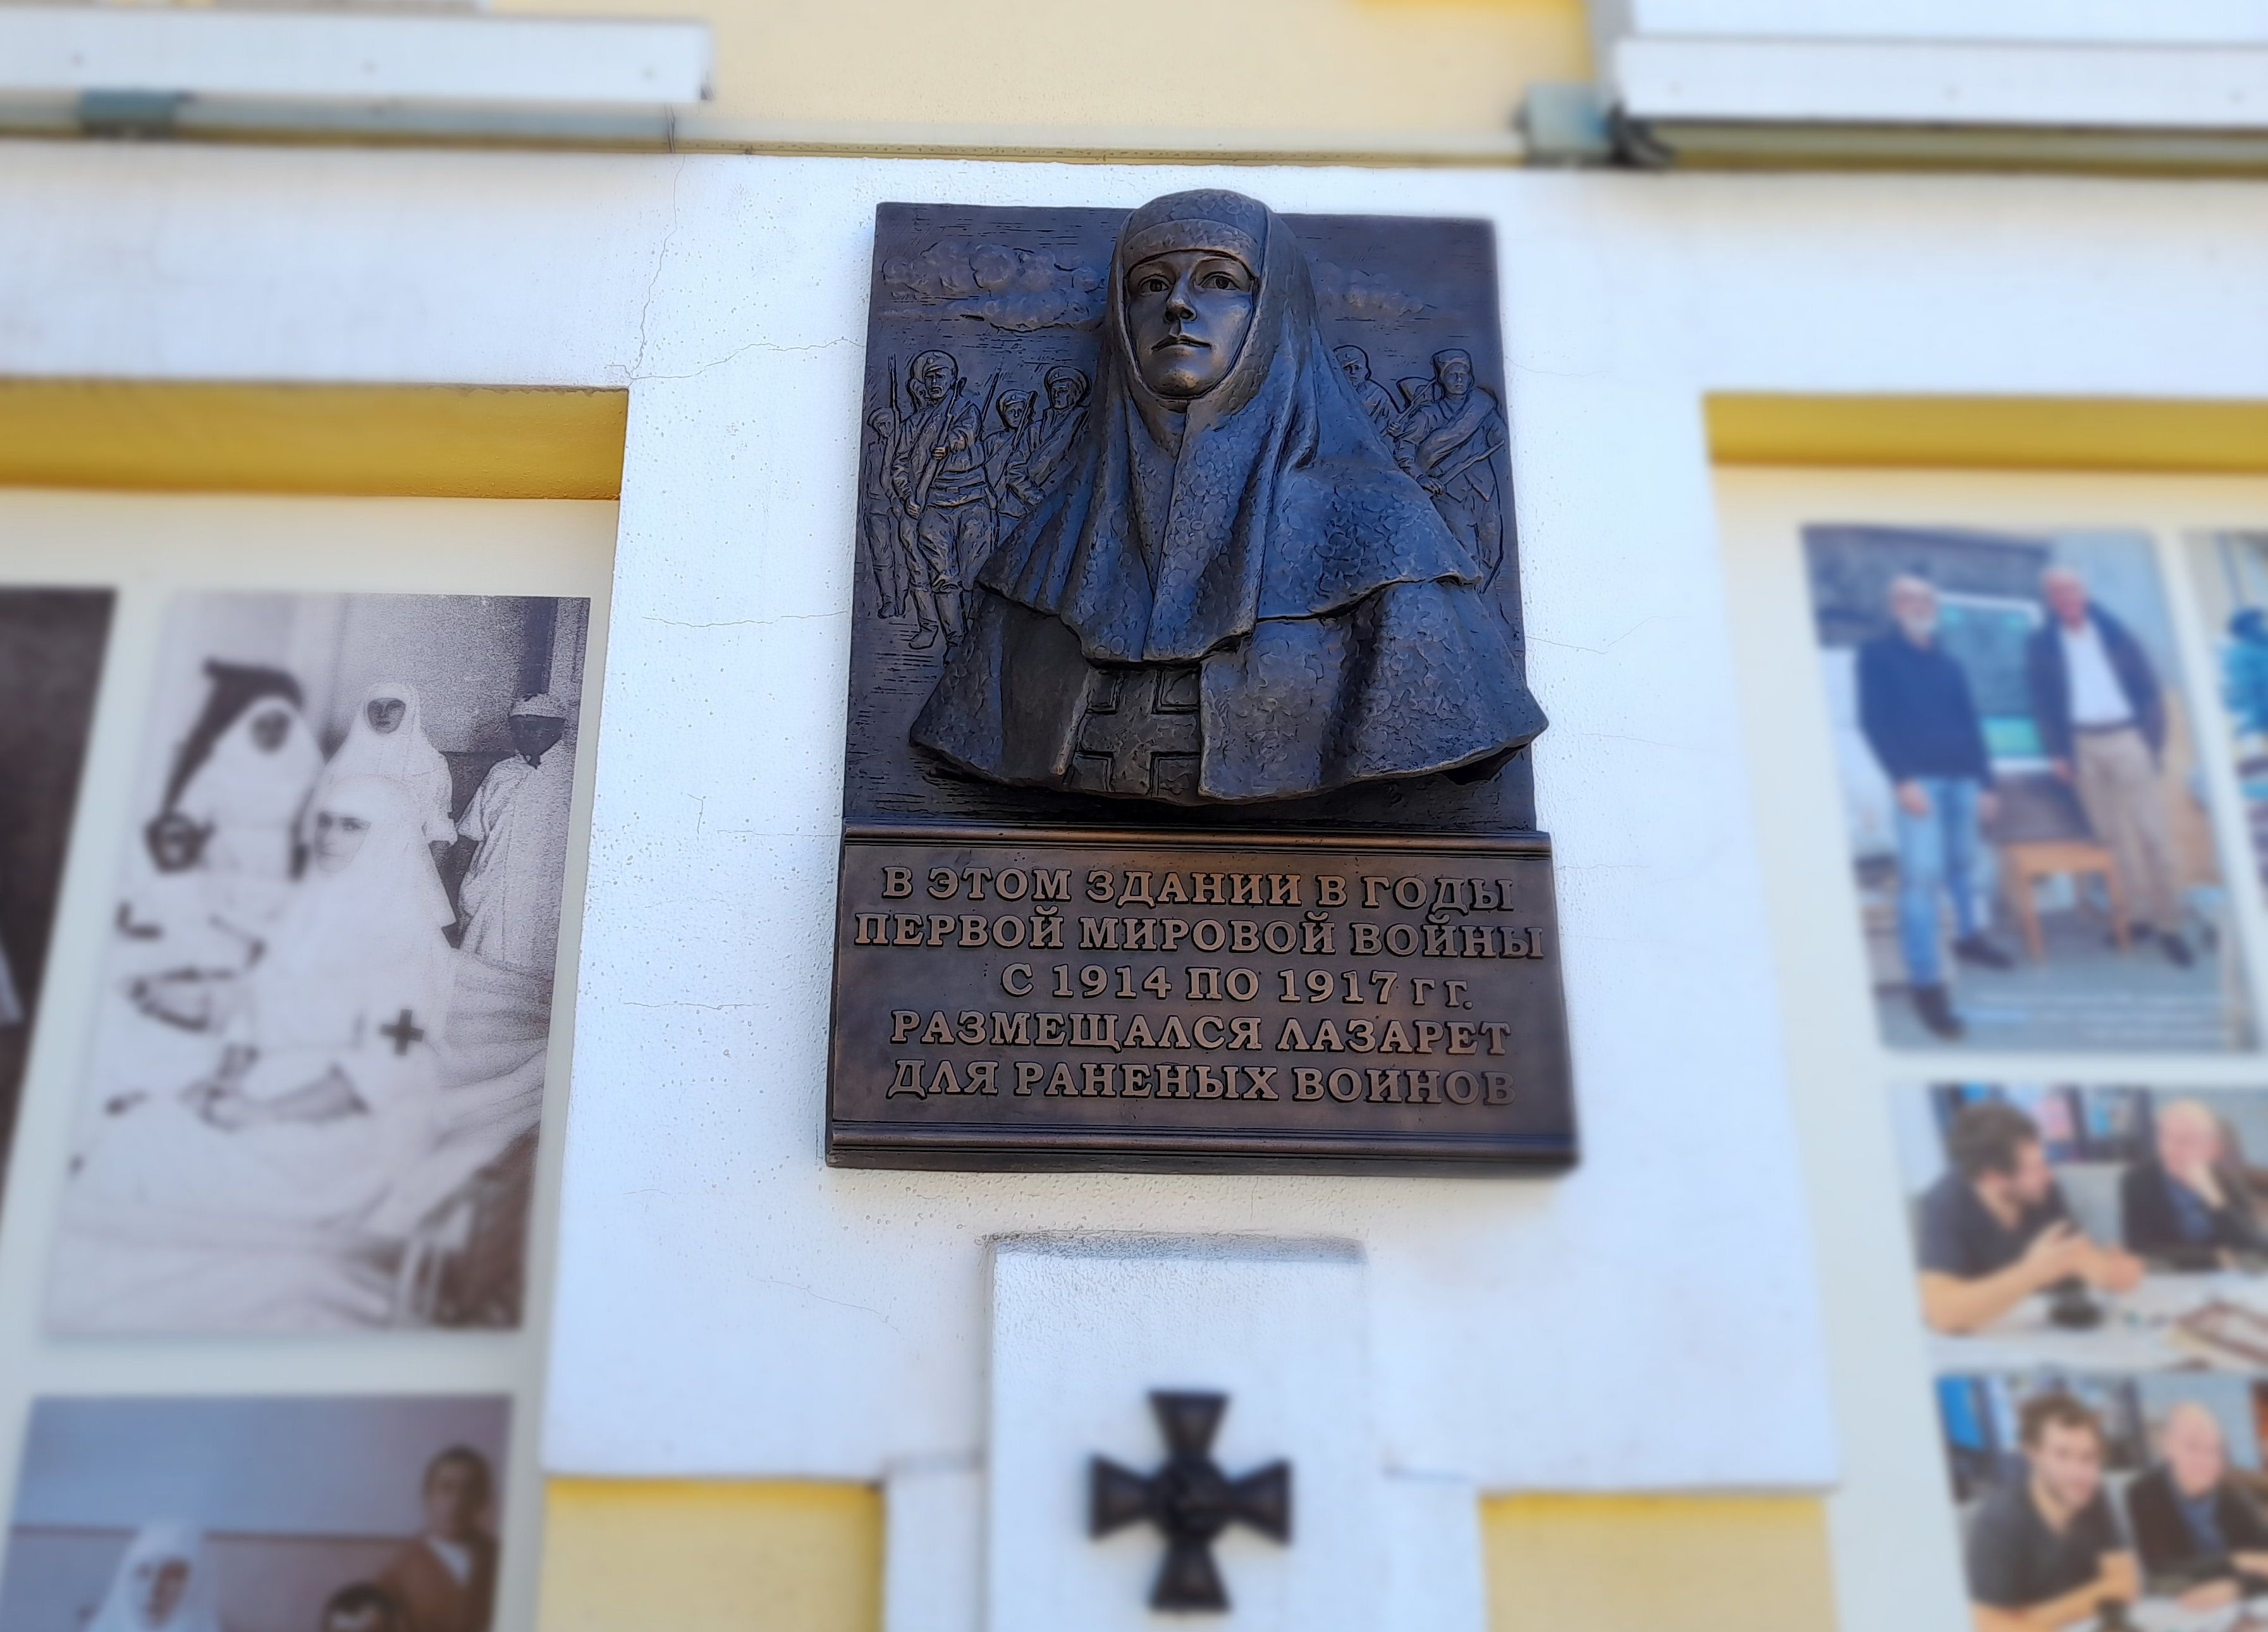 В ЭТОМ ЗДАНИИ В ГОДЫ
ПЕРВОЙ МИРОВОЙ ВОЙНЫ
С 1914 ПО 1917 ГГ.
РАЗМЕЩАЛСЯ ЛАЗАРЕТ
ДЛЯ РАНЕНЫХ ВОИНОВ